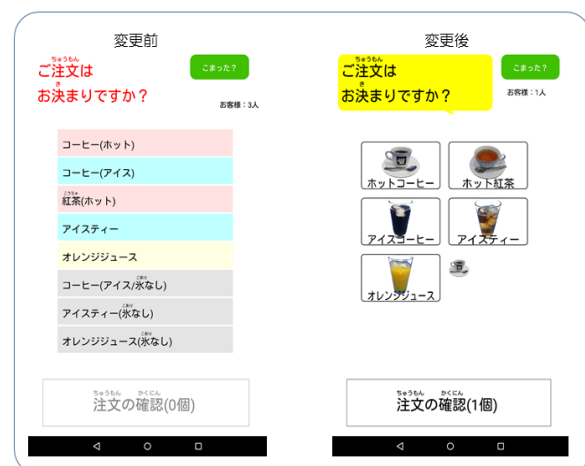 変更前
ちゅうもん
ご注文は
き
お決まりですか？
こまった？
お客様：3人
コーヒー(ホット)
コーヒー(アイス)
こうちゃ
紅茶(ホット)
アイスティー
オレンジジュース
こおり
コーヒー(アイス/氷なし)
こおり
アイスティー(氷なし)
こおり
オレンジジュース(氷なし)
ちゅうもん かくにん
注文の確認(0個)
変更後
ちゅうもん
ご注文は
き
お決まりですか？
こまった？
お客様：1人
ホットコーヒー
ホット紅茶
アイスコーヒー
アイスティー
オレンジジュース
ちゅうもん かくにん
注文の確認(1個)